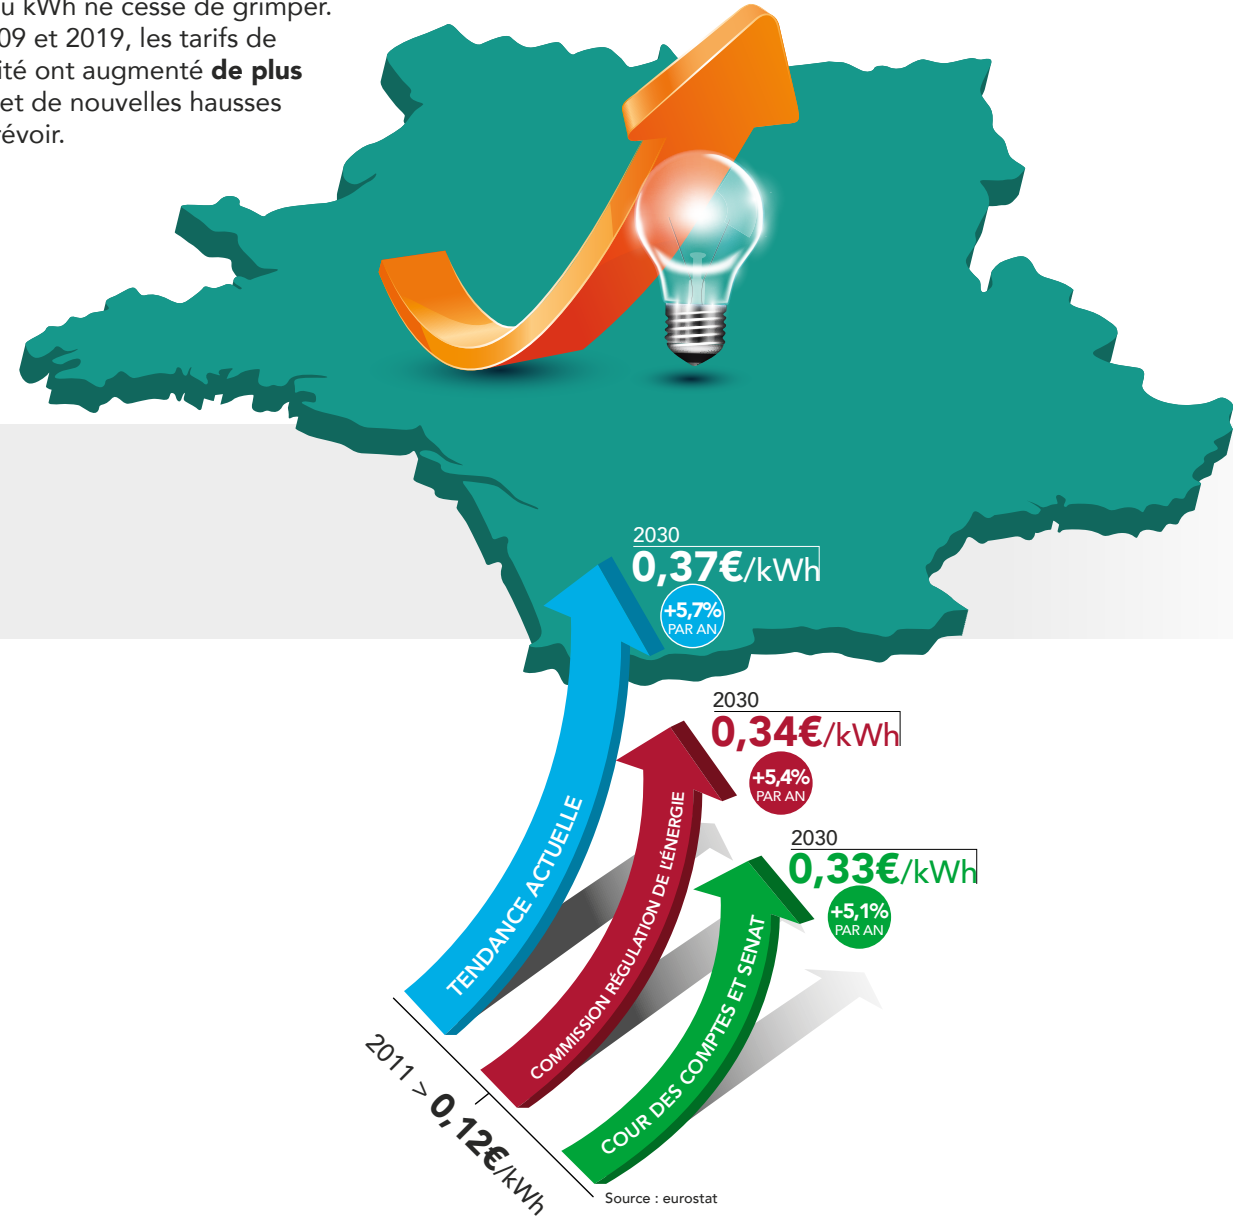 u kWh ne cesse de grimper.
09 et 2019, les tarifs de
ité ont augmenté de plus
et de nouvelles hausses
révoir.
2030
0,37€/kWh
+5,7%
PAR AN
2030
0,34€/kWh
+5,4%
PAR AN
2030
0,33€/kWh
+5,1%
PAR AN
TENDANCE ACTUELLE
COMMISSION RÉGULATION DE L'ÉNERGIE
COUR DES COMPTES ET SENAT
2011 > 0,12€/kWh
Source : eurostat